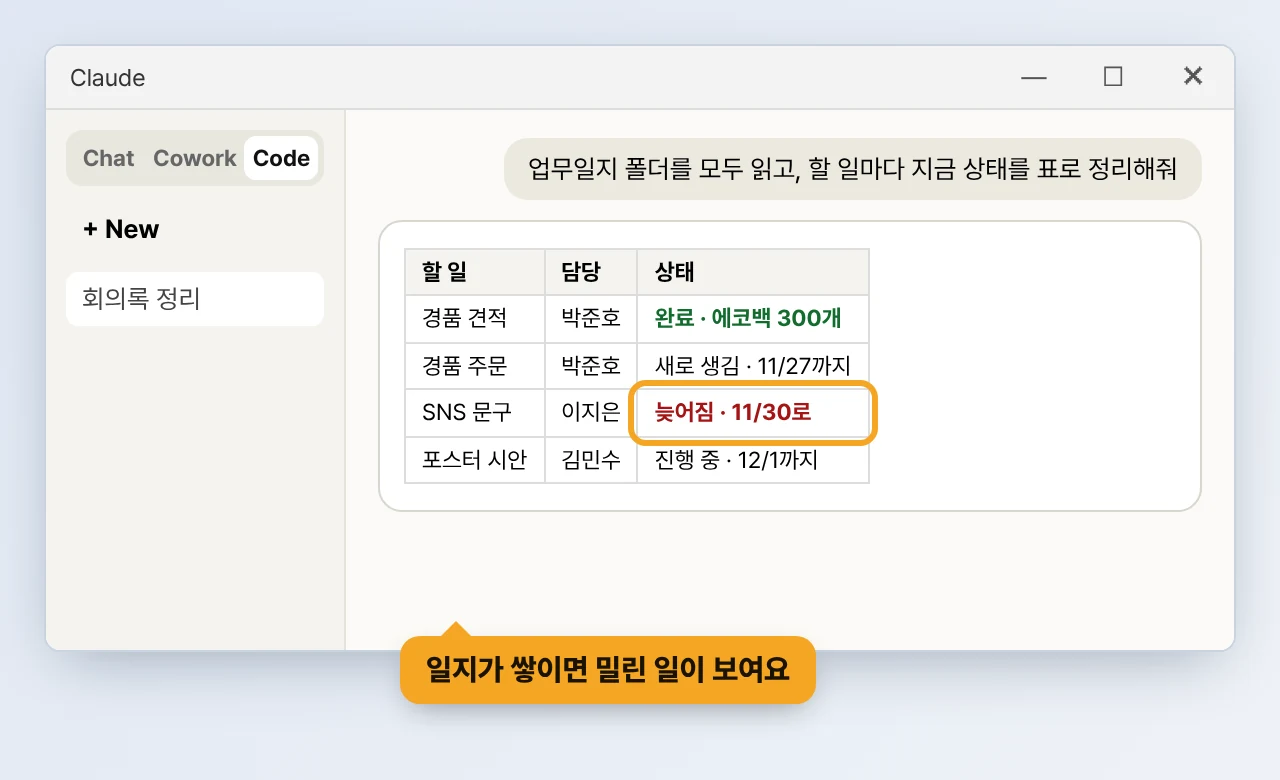 Claude
Chat Cowork Code
+ New
회의록 정리
업무일지 폴더를 모두 읽고, 할 일마다 지금 상태를 표로 정리해줘
할 일 담당 상태
경품 견적 박준호 완료 · 에코백 300개
경품 주문 박준호 새로 생김 · 11/27까지
SNS 문구 이지은 늦어짐 · 11/30로
포스터 시안 김민수 진행 중 · 12/1까지
일지가 쌓이면 밀린 일이 보여요